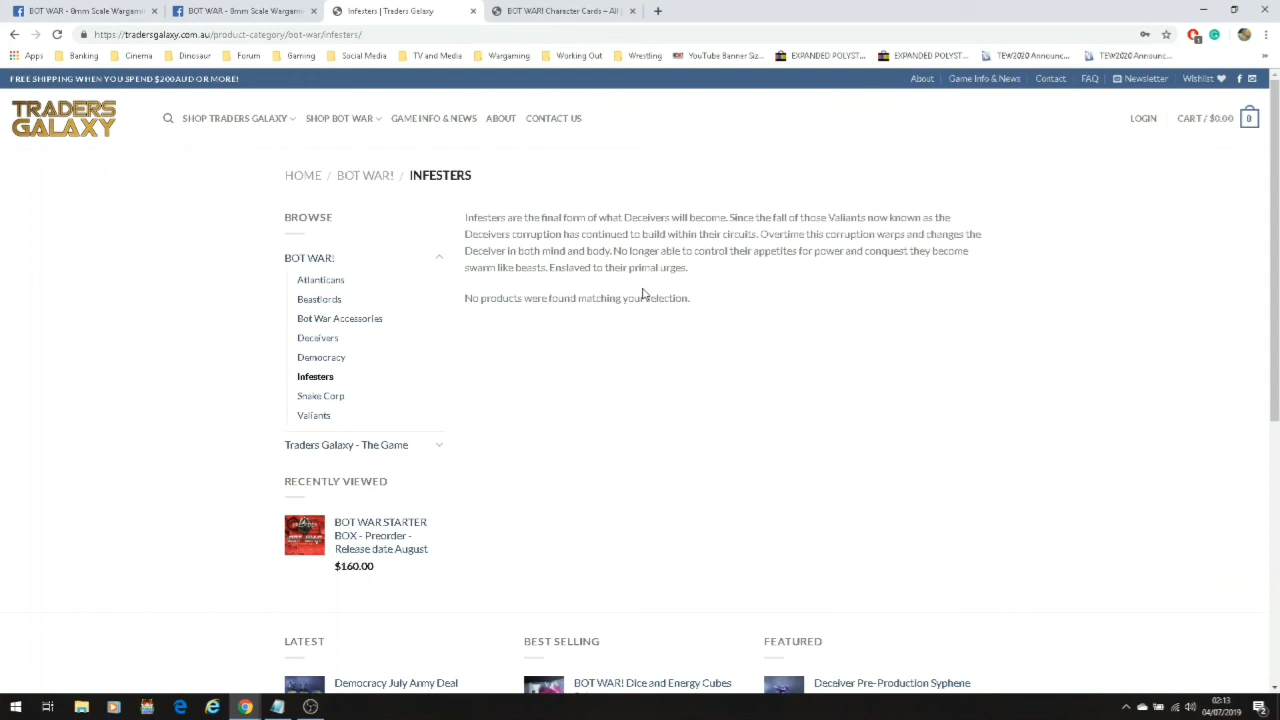 BOT WAR - 8mm Scale Wargamin
BOT WAR - 8mm Scale Wargamin
Infesters | Traders Galaxy
BOT WAR! Character Cards - All
https://tradersgalaxy.com.au/product-category/bot-war/infesters/
Apps Banking Cinema Dinosaur Forum Gaming Social Media TV and Media Wargaming Working Out Wrestling YouTube Banner Siz... EXPANDED POLYST... EXPANDED POLYST... TEW2020 Announc... TEW2020 Announc...
FREE SHIPPING WHEN YOU SPEND $200AUD OR MORE! About Game Info & News Contact FAQ Newsletter Wishlist
TRADERS
GALAXY
SHOP TRADERS GALAXY SHOP BOT WAR GAME INFO & NEWS ABOUT CONTACT US LOGIN CART / $0.00 0
HOME / BOT WAR! / INFESTERS
BROWSE
BOT WAR!
Atlanticans
Beastlords
Bot War Accessories
Deceivers
Democracy
Infesters
Snake Corp
Valiants
Traders Galaxy - The Game
RECENTLY VIEWED
BOT WAR STARTER
BOX - Preorder -
Release date August
$160.00
Infesters are the final form of what Deceivers will become. Since the fall of those Valiants now known as the
Deceivers corruption has continued to build within their circuits. Overtime this corruption warps and changes the
Deceiver in both mind and body. No longer able to control their appetites for power and conquest they become
swarm like beasts. Enslaved to their primal urges.
No products were found matching your selection.
LATEST
Democracy July Army Deal
BEST SELLING
BOT WAR! Dice and Energy Cubes
FEATURED
Deceiver Pre-Production Syphene
02:13
04/07/2019